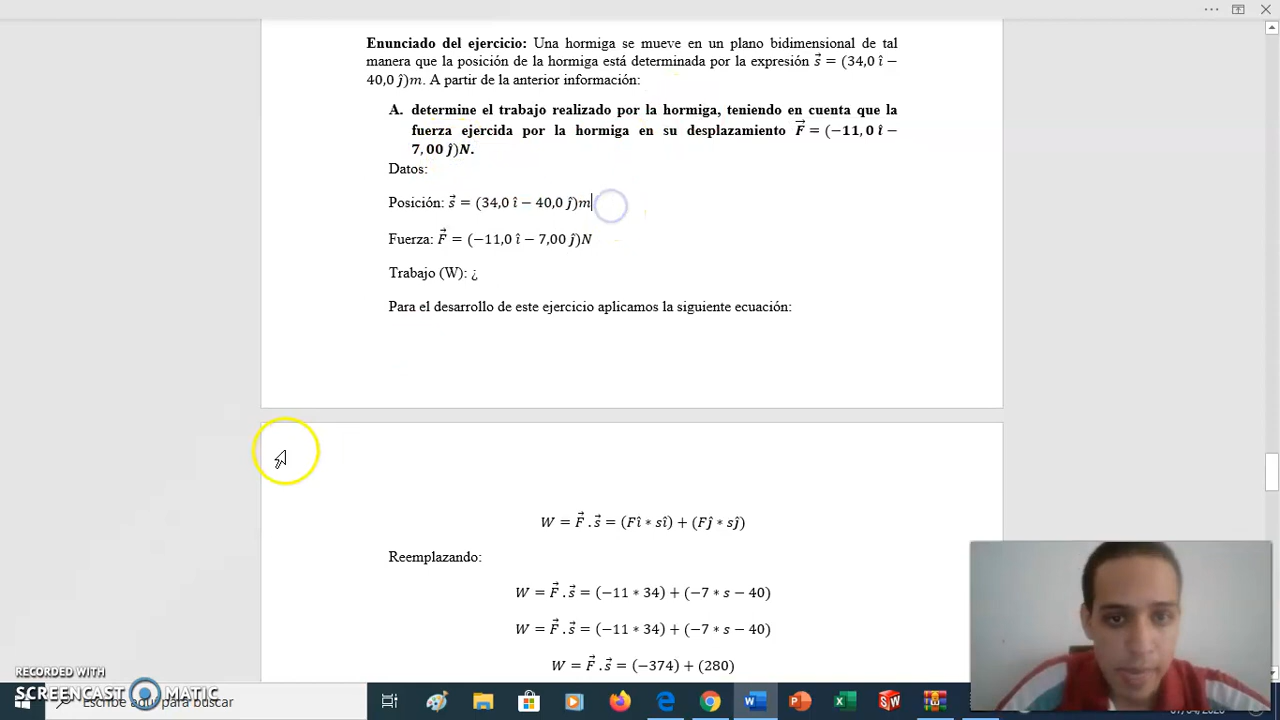 Enunciado del ejercicio: Una hormiga se mueve en un plano bidimensional de tal
manera que la posición de la hormiga está determinada por la expresión s⃗ = (34,0 î −
40,0 ĵ)m. A partir de la anterior información:
A. determine el trabajo realizado por la hormiga, teniendo en cuenta que la
fuerza ejercida por la hormiga en su desplazamiento F⃗ = (−11, 0 î −
7, 00 ĵ)N.
Datos:
Posición: s⃗ = (34,0 î − 40,0 ĵ)m
Fuerza: F⃗ = (−11,0 î − 7,00 ĵ)N
Trabajo (W): ¿
Para el desarrollo de este ejercicio aplicamos la siguiente ecuación:
W = F⃗ . s⃗ = (Fî ∗ sî) + (Fĵ ∗ sĵ)
Reemplazando:
W = F⃗ . s⃗ = (−11 ∗ 34) + (−7 ∗ s − 40)
W = F⃗ . s⃗ = (−11 ∗ 34) + (−7 ∗ s − 40)
W = F⃗ . s⃗ = (−374) + (280)
RECORDED WITH
SCREENCAST MATIC
Escribe aquí para buscar